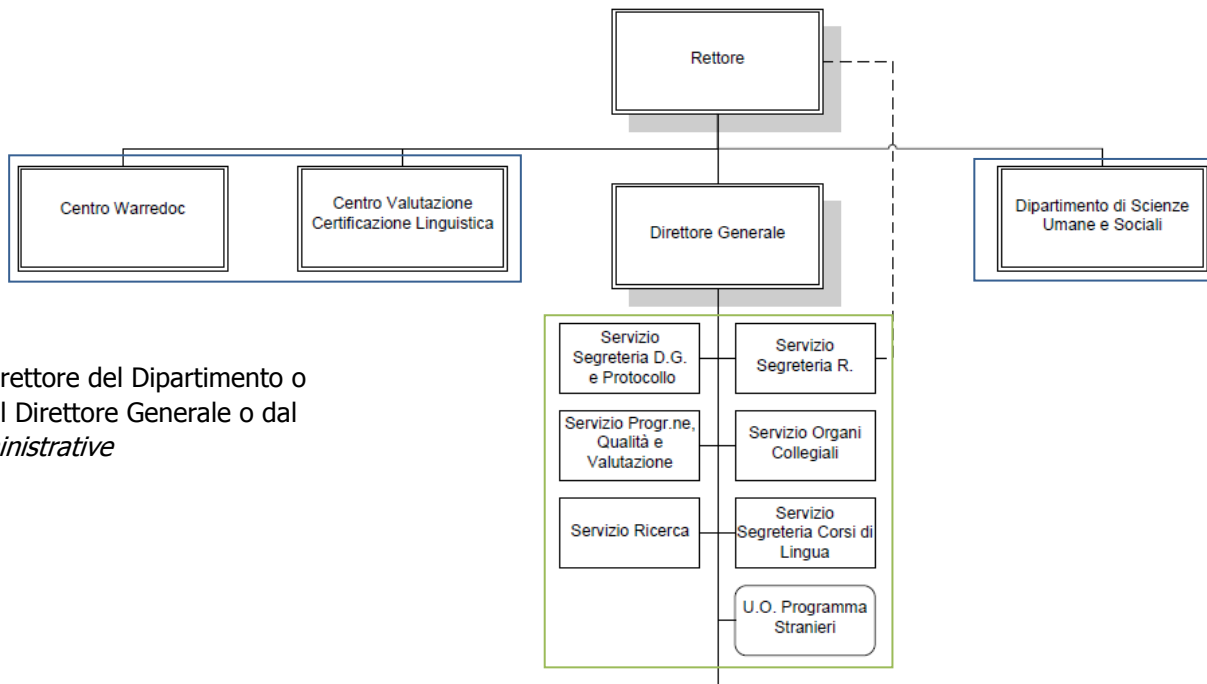 Rettore
Centro Warredoc
Centro Valutazione
Certificazione Linguistica
Direttore Generale
Dipartimento di Scienze
Umane e Sociali
Servizio
Segreteria D.G.
e Protocollo
Servizio
Segreteria R.
Servizio Progr.ne,
Qualità e
Valutazione
Servizio Organi
Collegiali
Servizio Ricerca
Servizio
Segreteria Corsi di
Lingua
U.O. Programma
Stranieri
rettore del Dipartimento o
l Direttore Generale o dal
inistrative